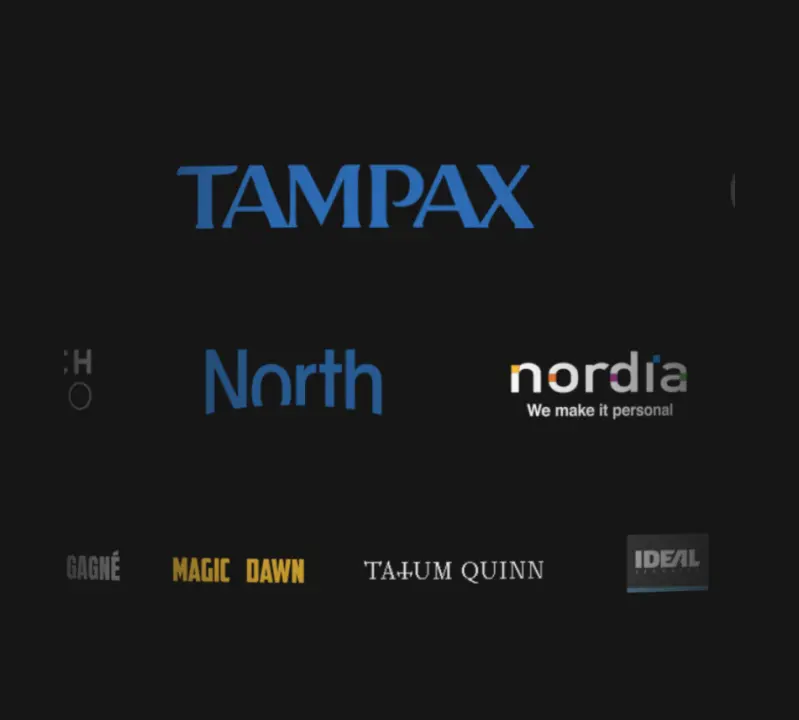 TAMPAX
H
O
North
nordia
We make it personal
GAGNÉ
MAGIC DAWN
TATUM QUINN
IDEAL